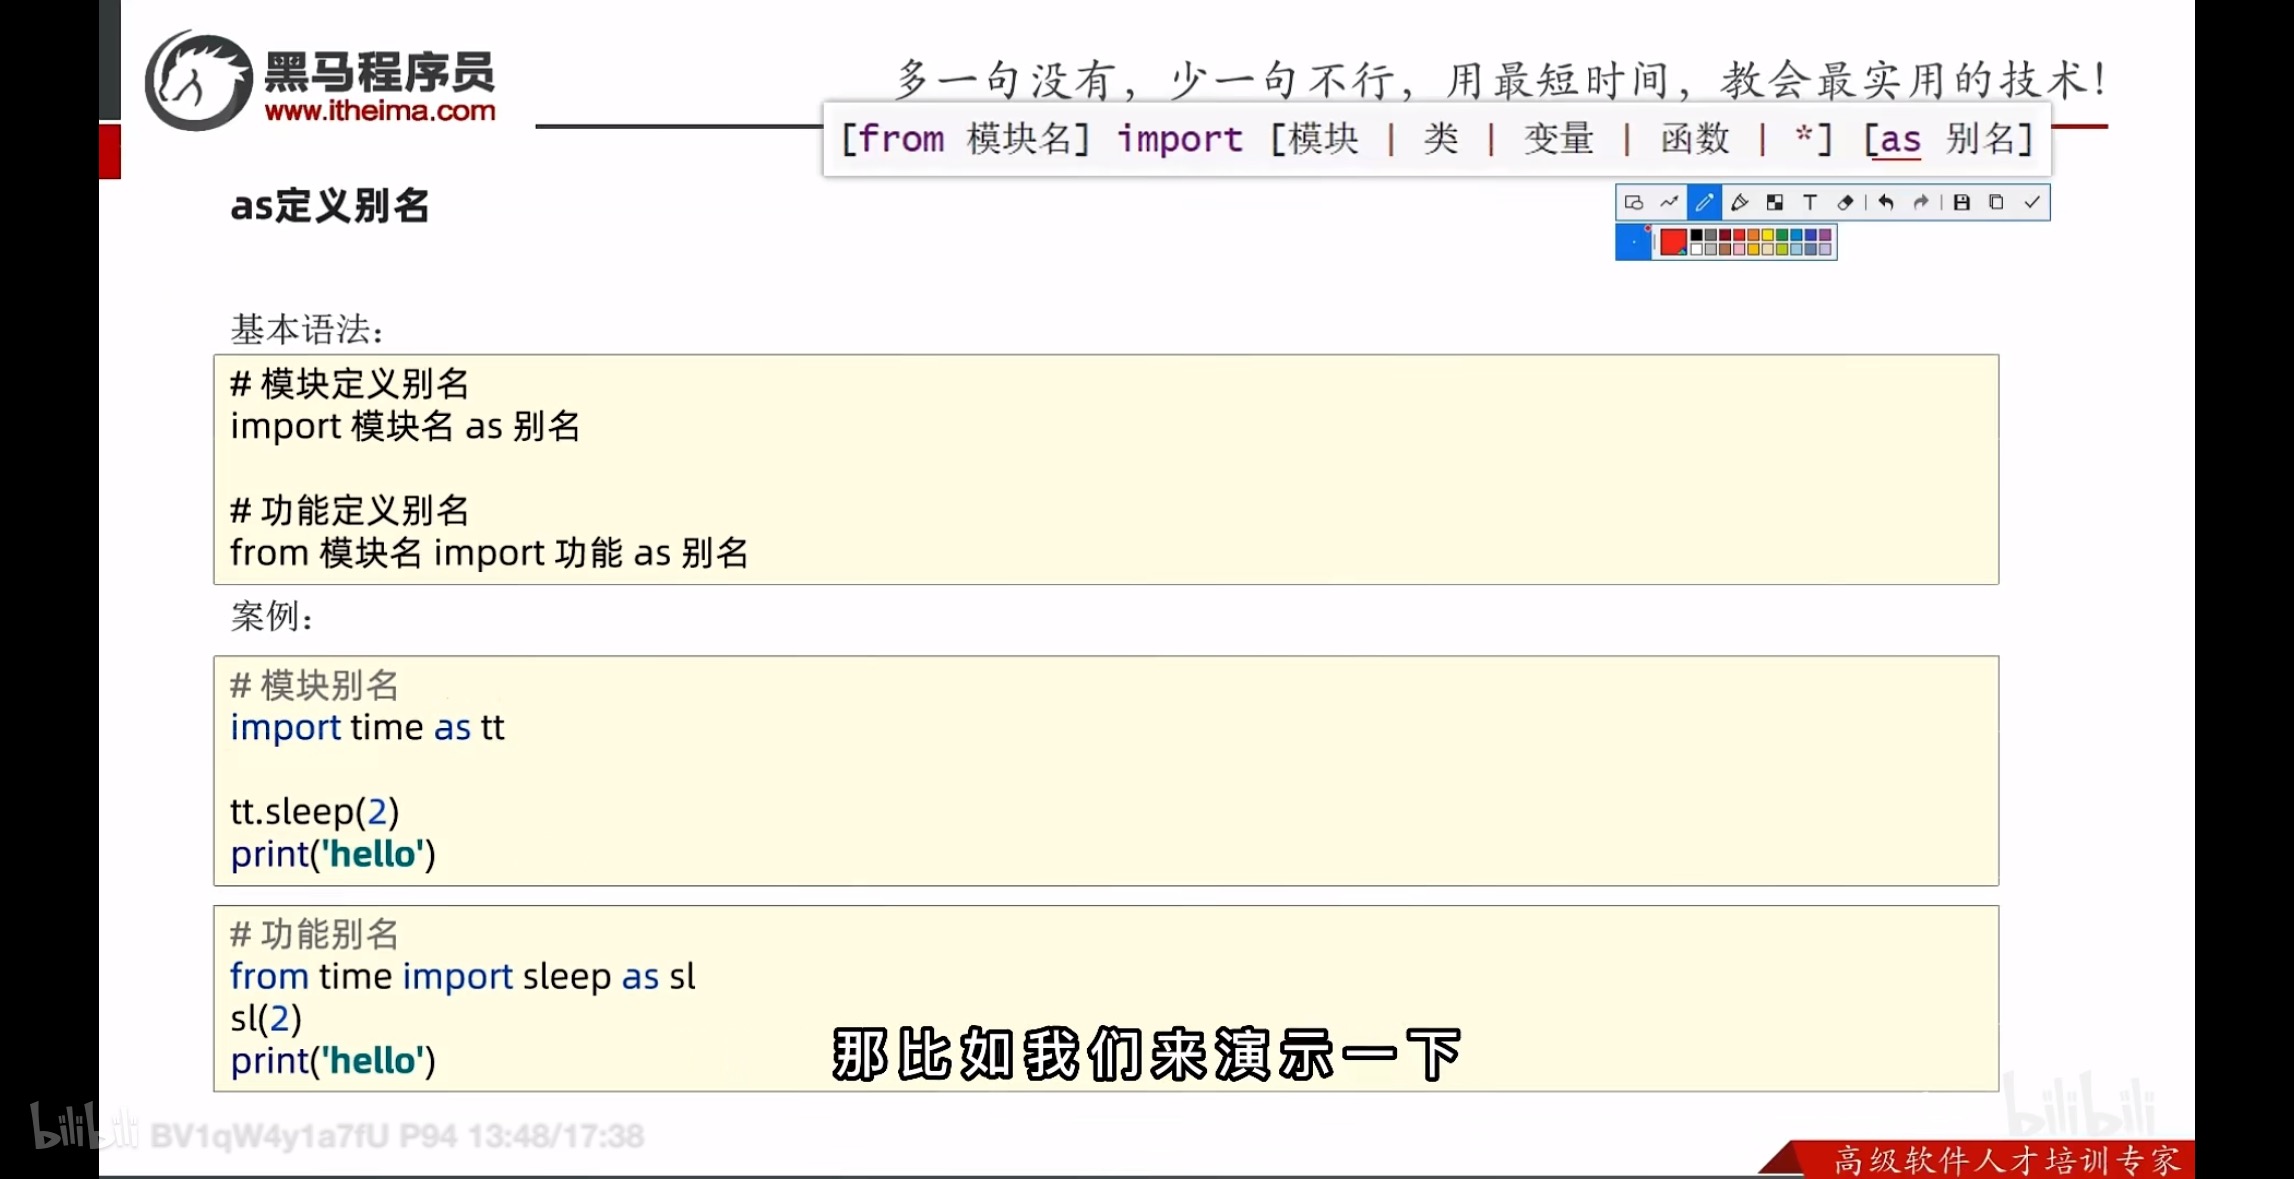 黑马程序员
www.itheima.com
多一句没有，少一句不行，用最短时间，教会最实用的技术！
[from 模块名] import [模块 | 类 | 变量 | 函数 | *] [as 别名]
as定义别名
基本语法：
# 模块定义别名
import 模块名 as 别名
# 功能定义别名
from 模块名 import 功能 as 别名
案例：
# 模块别名
import time as tt
tt.sleep(2)
print('hello')
# 功能别名
from time import sleep as sl
sl(2)
print('hello')
那比如我们来演示一下
bilibili BV1qW4y1a7fU P94 13:48/17:38
bilibili
高级软件人才培训专家